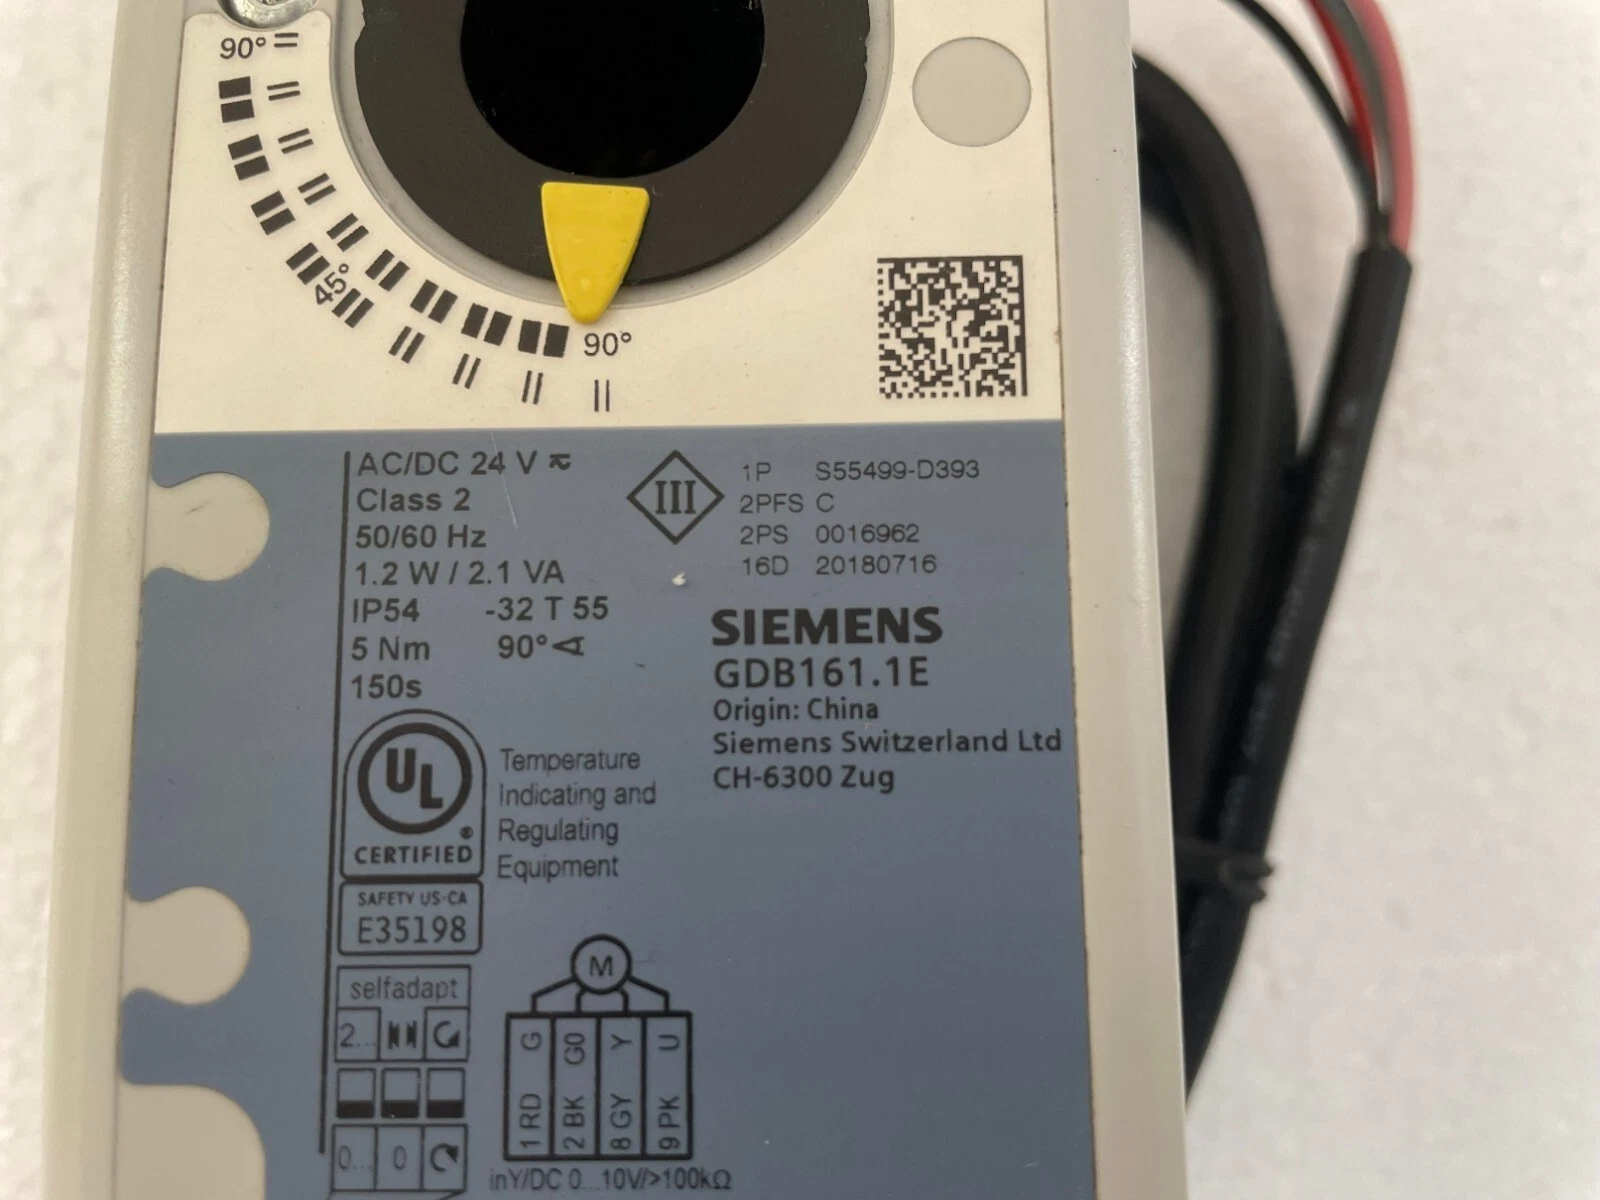 90°
45°
90°
AC/DC 24 V
Class 2
50/60 Hz
1.2 W / 2.1 VA
IP54 -32 T 55
5 Nm 90°
150s
III
1P S55499-D393
2PFS C
2PS 0016962
16D 20180716
SIEMENS
GDB161.1E
Origin: China
Siemens Switzerland Ltd
CH-6300 Zug
UL
®
CERTIFIED
SAFETY US-CA
E35198
Temperature
Indicating and
Regulating
Equipment
selfadapt
2...
0... 0
M
1 RD G
2 BK G0
8 GY Y
9 PK U
inY/DC 0...10V/>100kΩ